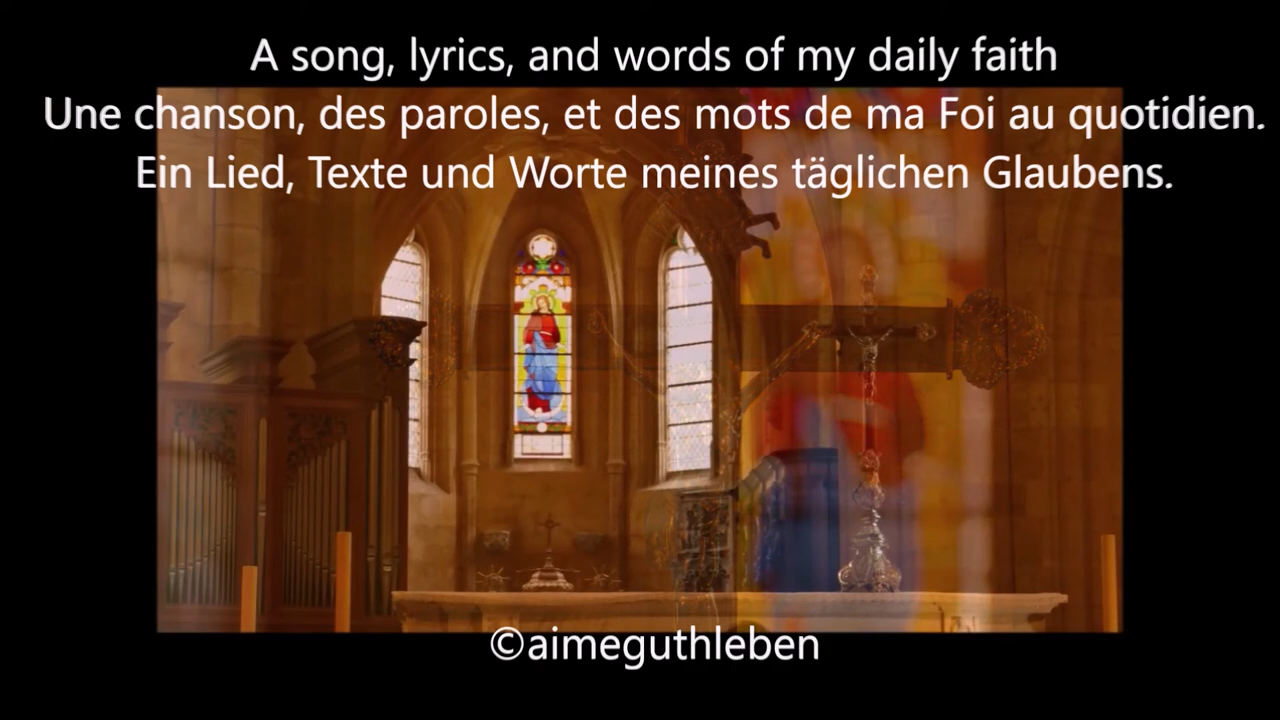 A song, lyrics, and words of my daily faith
Une chanson, des paroles, et des mots de ma Foi au quotidien.
Ein Lied, Texte und Worte meines täglichen Glaubens.
©aimeguthleben